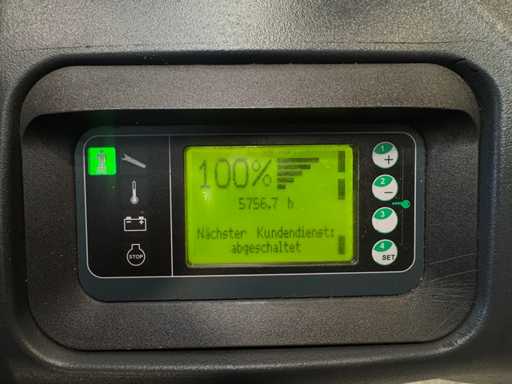 100%
5756.7 h
Nächster Kundendienst:
abgeschaltet
STOP
1
+
2
−
3
4
SET